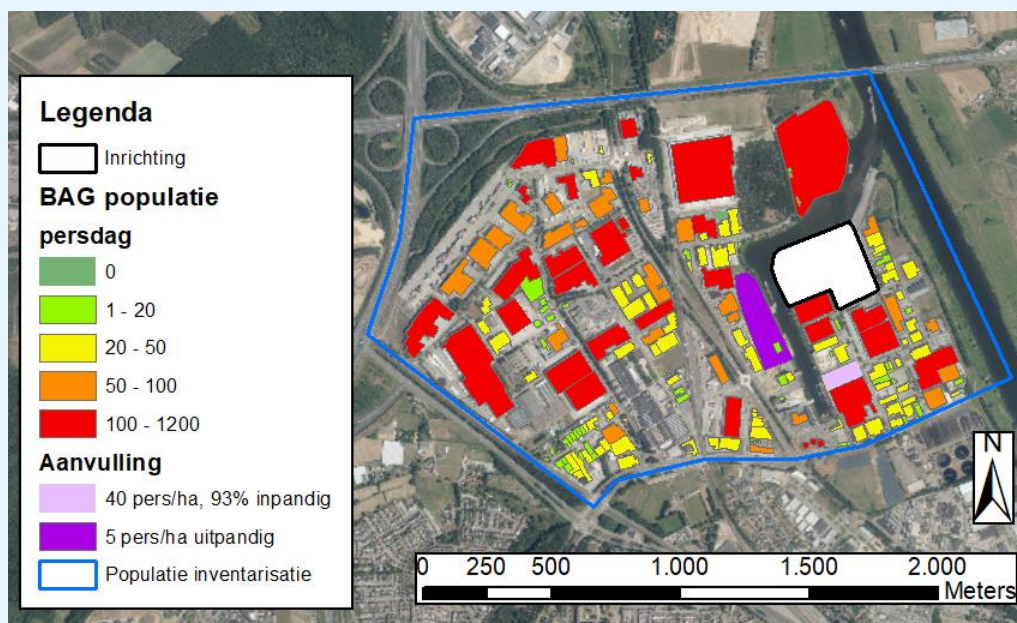 Legenda
Inrichting
BAG populatie
persdag
0
1 - 20
20 - 50
50 - 100
100 - 1200
Aanvulling
40 pers/ha, 93% inpandig
5 pers/ha uitpandig
Populatie inventarisatie
N
0 250 500 1.000 1.500 2.000
Meters